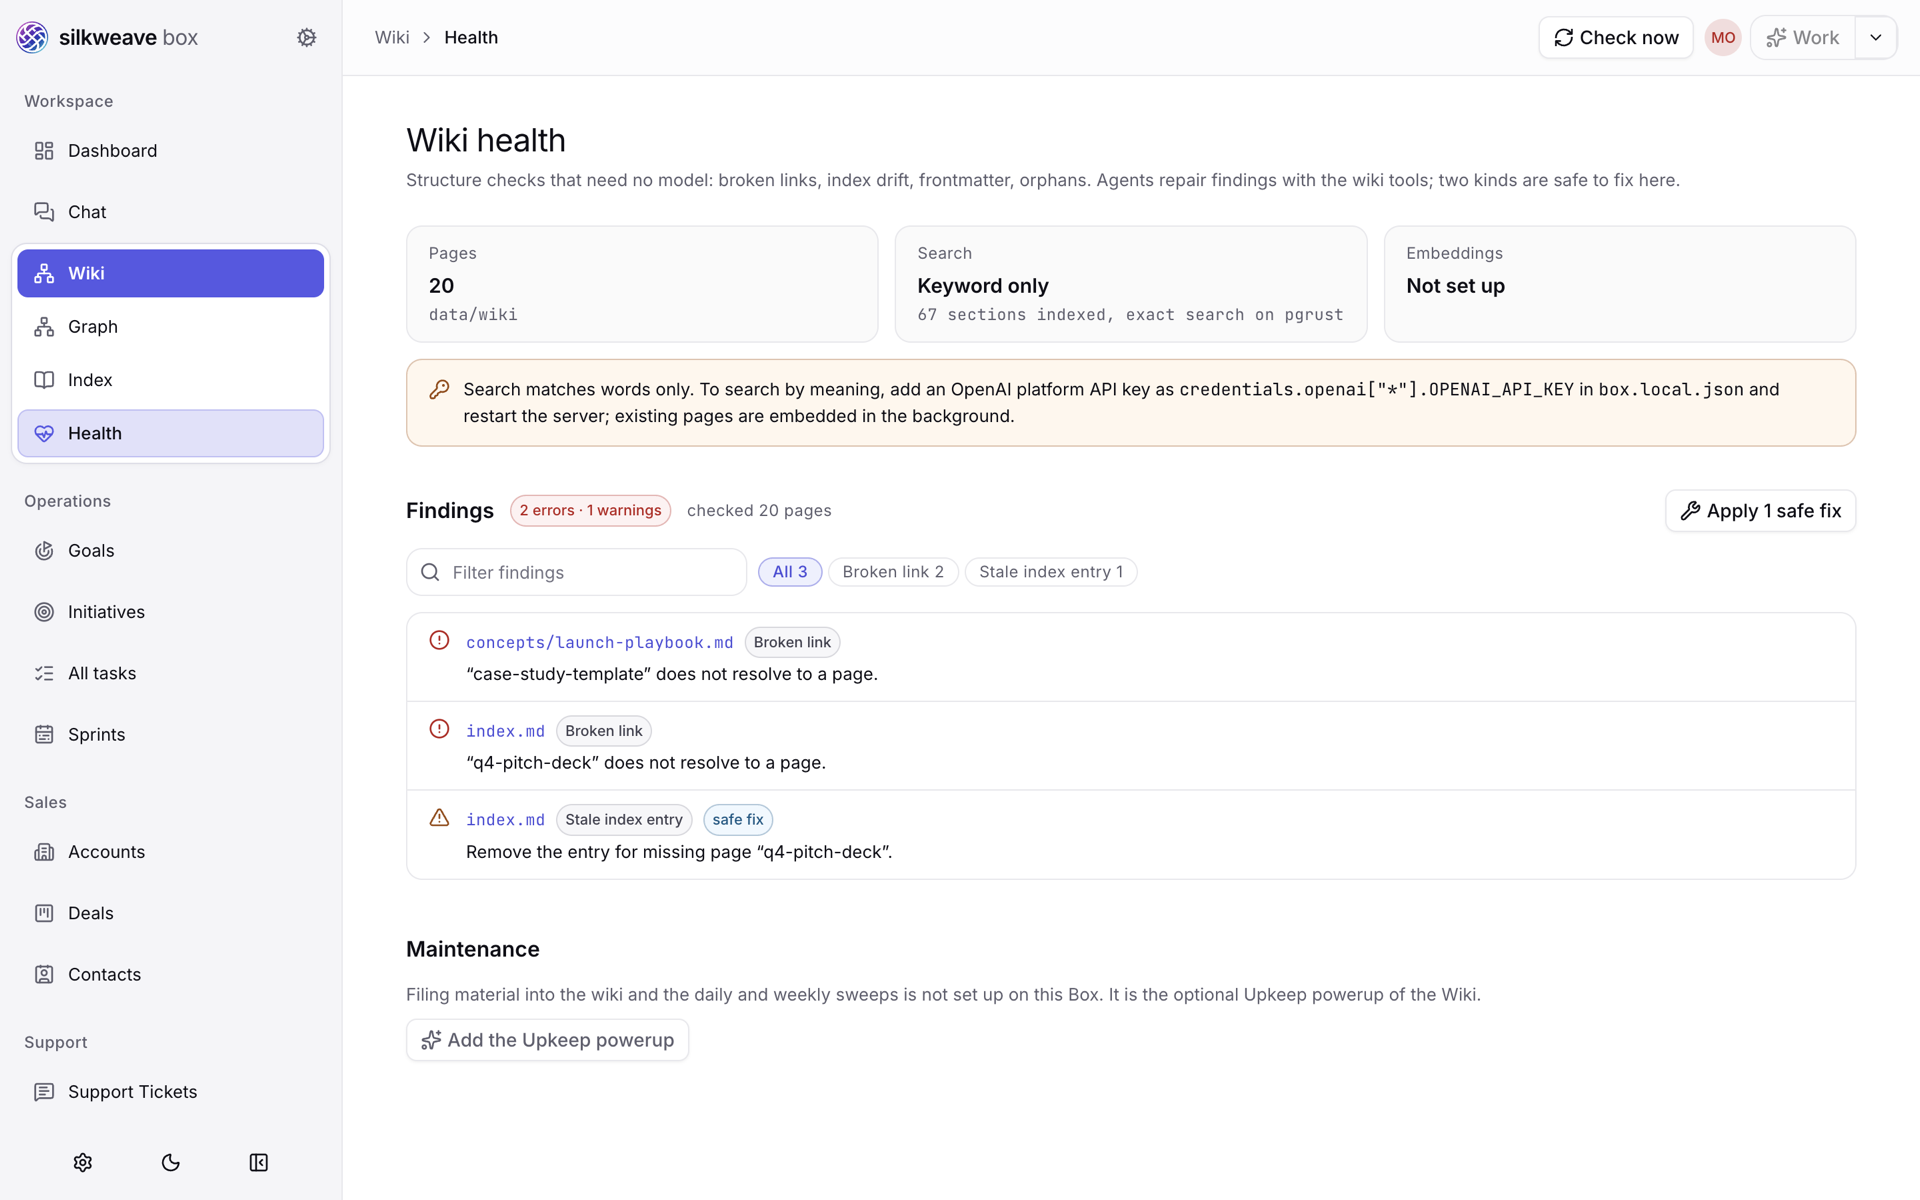 silkweave box
Workspace
Dashboard
Chat
Wiki
Graph
Index
Health
Operations
Goals
Initiatives
All tasks
Sprints
Sales
Accounts
Deals
Contacts
Support
Support Tickets
Wiki > Health
Check now
MO
Work
Wiki health
Structure checks that need no model: broken links, index drift, frontmatter, orphans. Agents repair findings with the wiki tools; two kinds are safe to fix here.
Pages
20
data/wiki
Search
Keyword only
67 sections indexed, exact search on pgrust
Embeddings
Not set up
Search matches words only. To search by meaning, add an OpenAI platform API key as credentials.openai["*"].OPENAI_API_KEY in box.local.json and
restart the server; existing pages are embedded in the background.
Findings
2 errors · 1 warnings
checked 20 pages
Apply 1 safe fix
Filter findings
All 3
Broken link 2
Stale index entry 1
concepts/launch-playbook.md Broken link
“case-study-template” does not resolve to a page.
index.md Broken link
“q4-pitch-deck” does not resolve to a page.
index.md Stale index entry safe fix
Remove the entry for missing page “q4-pitch-deck”.
Maintenance
Filing material into the wiki and the daily and weekly sweeps is not set up on this Box. It is the optional Upkeep powerup of the Wiki.
Add the Upkeep powerup